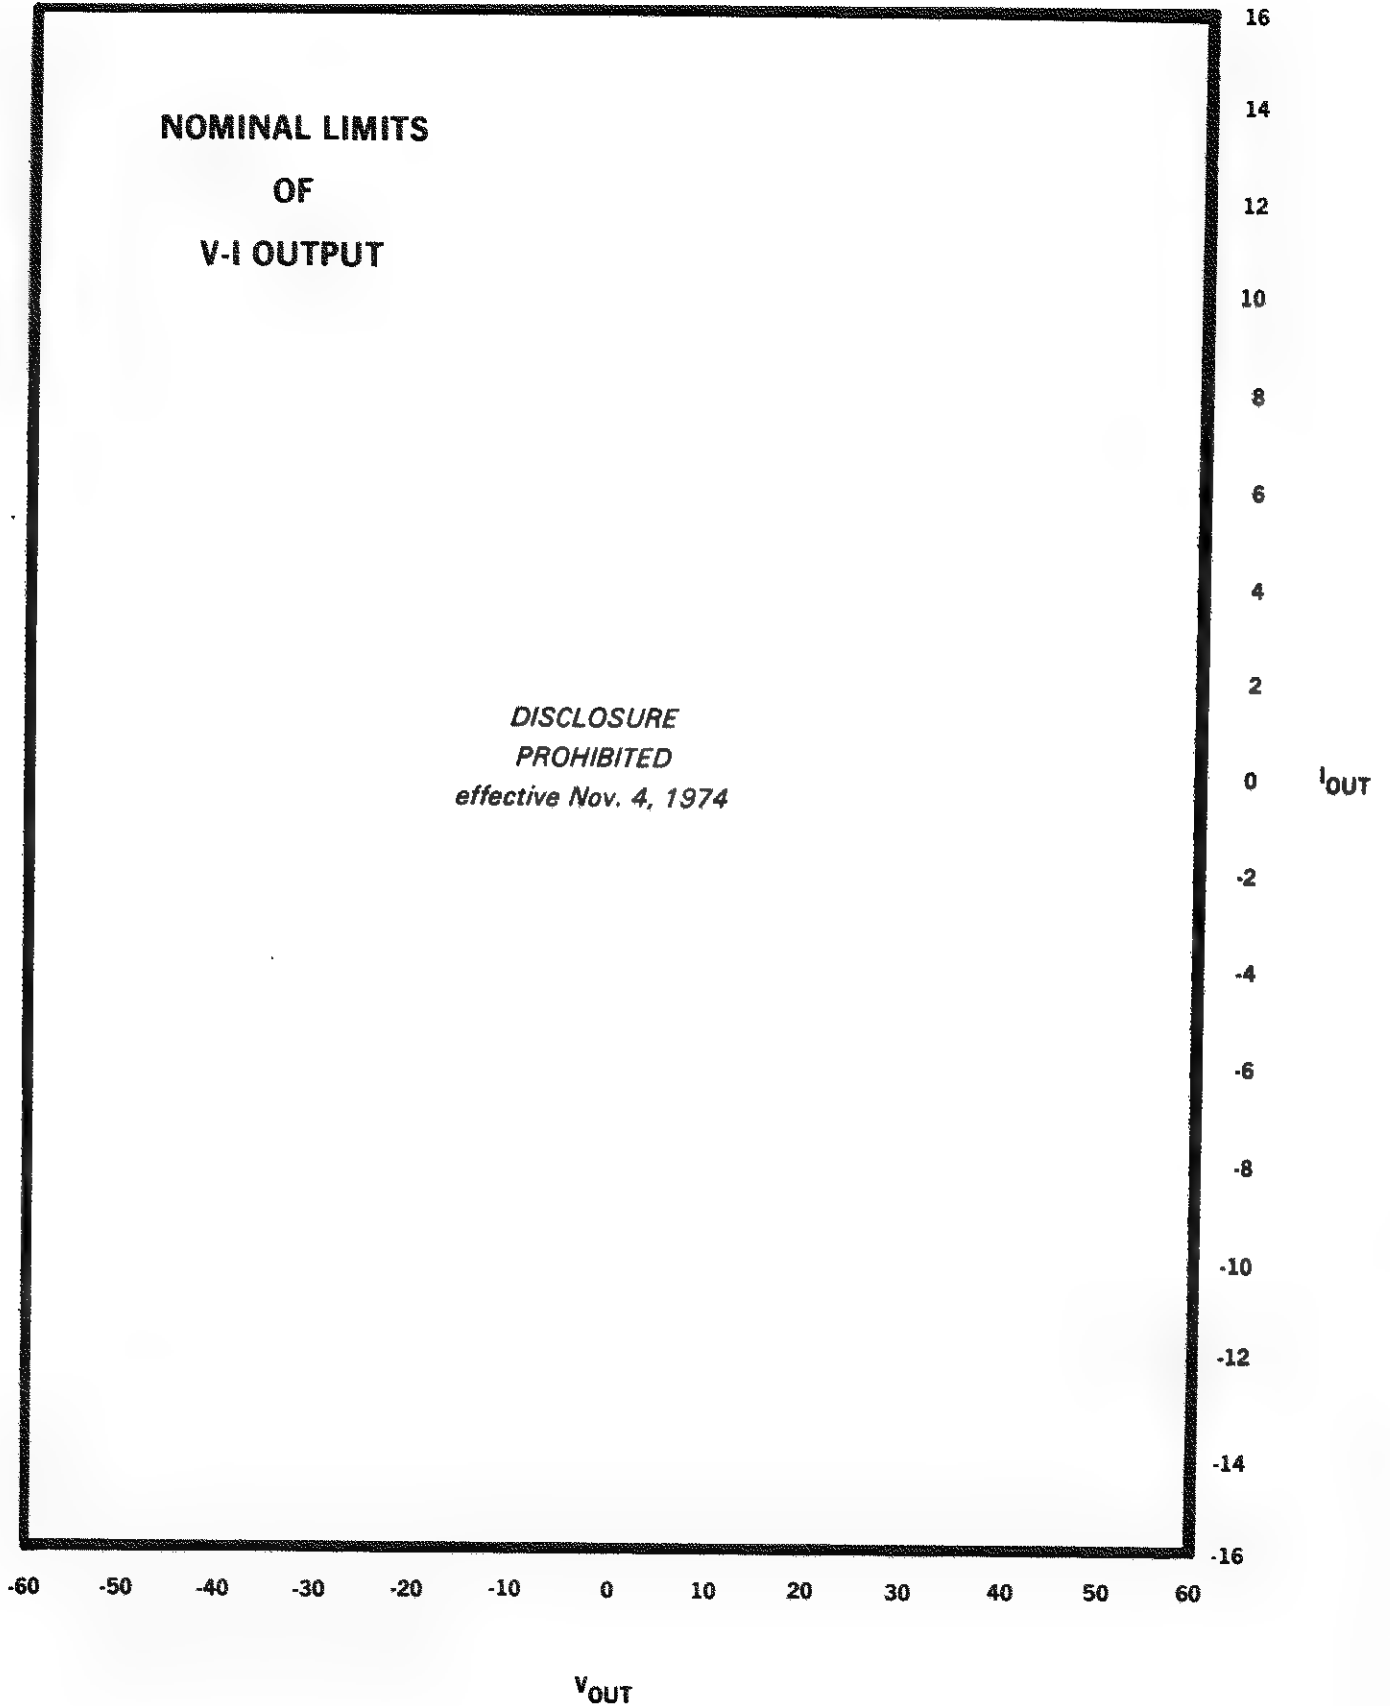 16
NOMINAL LIMITS
14
OF
12
V-I OUTPUT
10
8
6
4
2
DISCLOSURE
PROHIBITED
effective Nov. 4, 1974
0
IOUT
-2
-4
-6
-8
-10
-12
-14
-16
-60 -50 -40 -30 -20 -10 0 10 20 30 40 50 60
VOUT